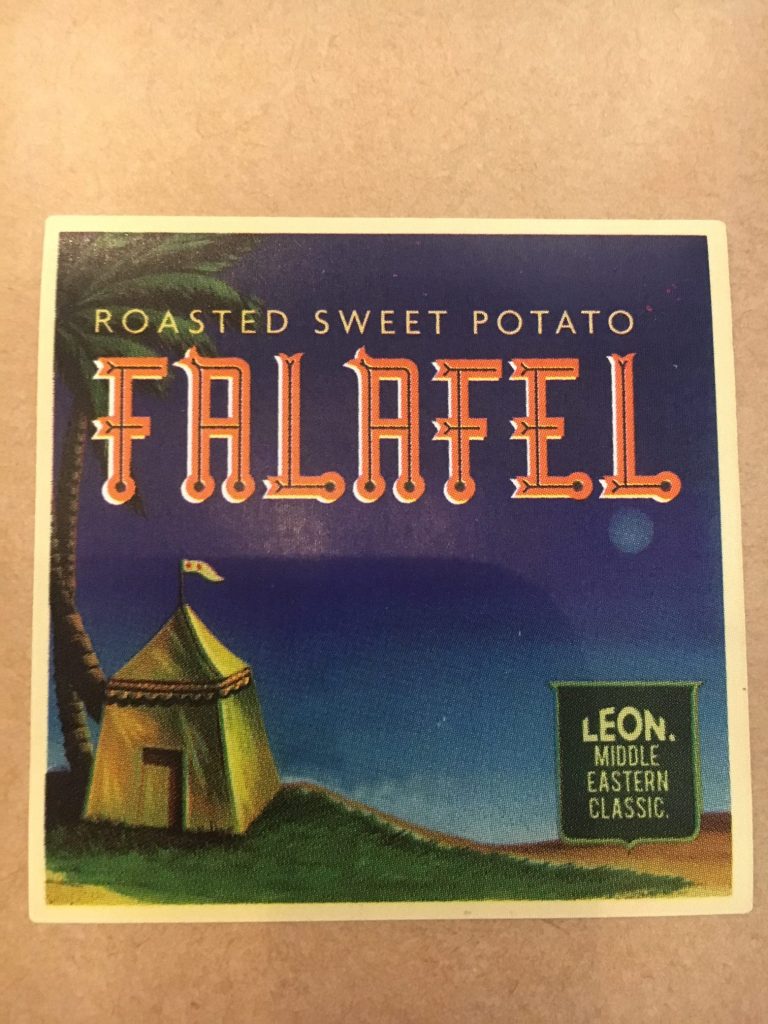 ROASTED SWEET POTATO
FALAFEL
LEON.
MIDDLE
EASTERN
CLASSIC.